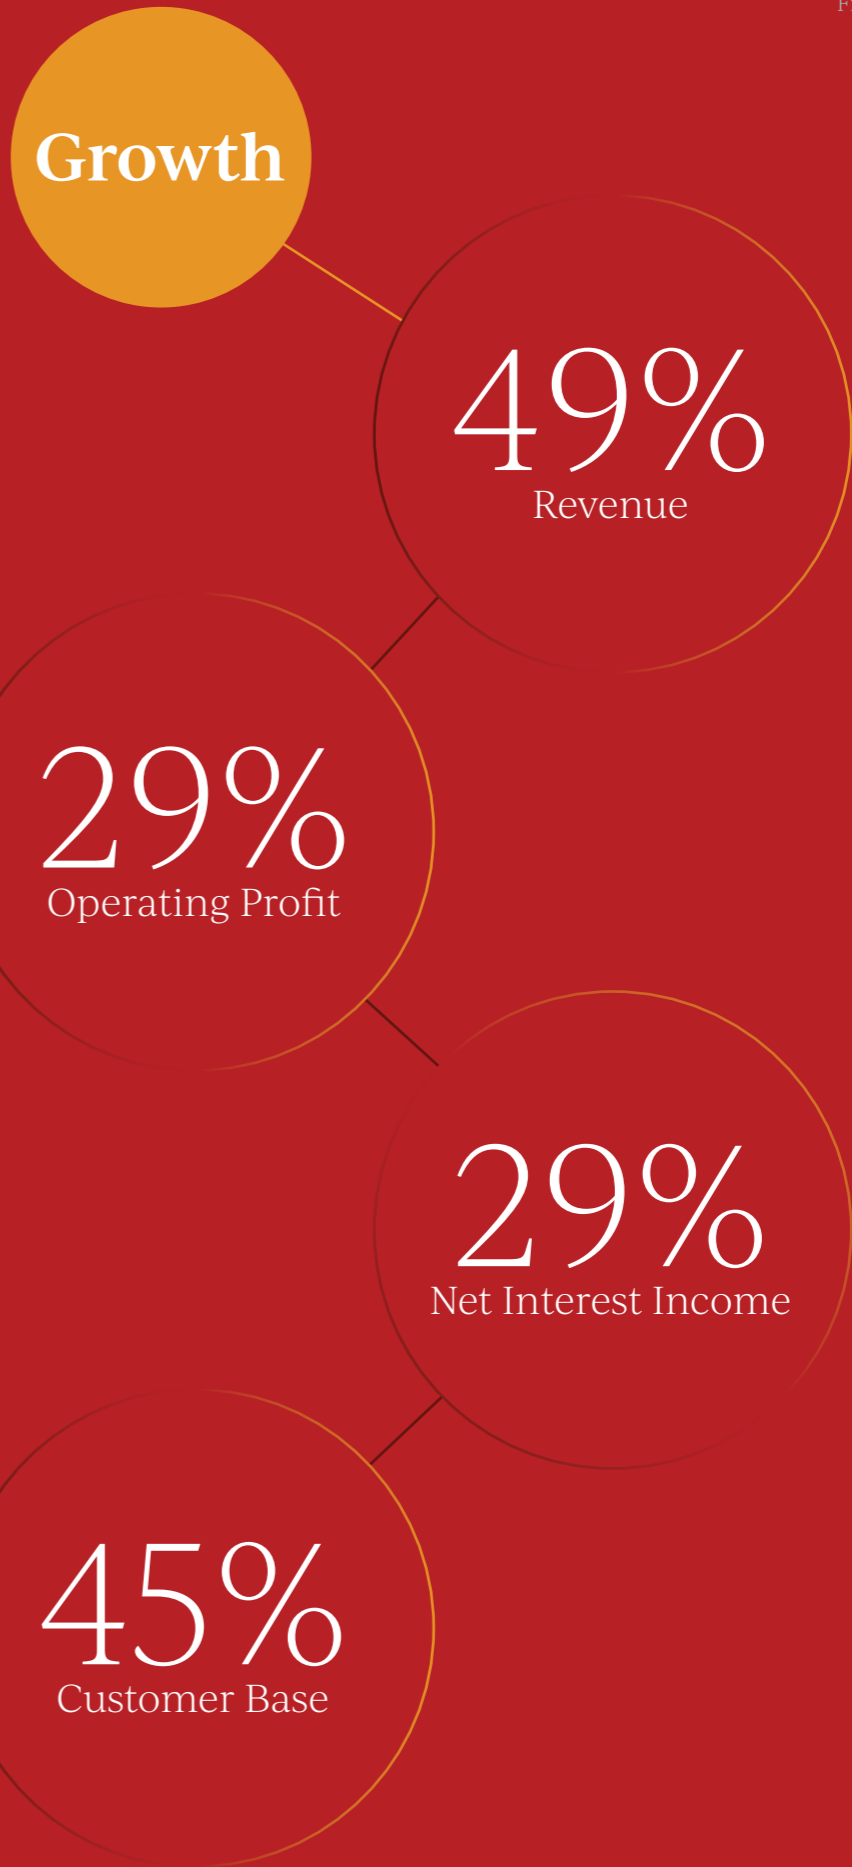 Growth
49%
Revenue
29%
Operating Profit
29%
Net Interest Income
45%
Customer Base